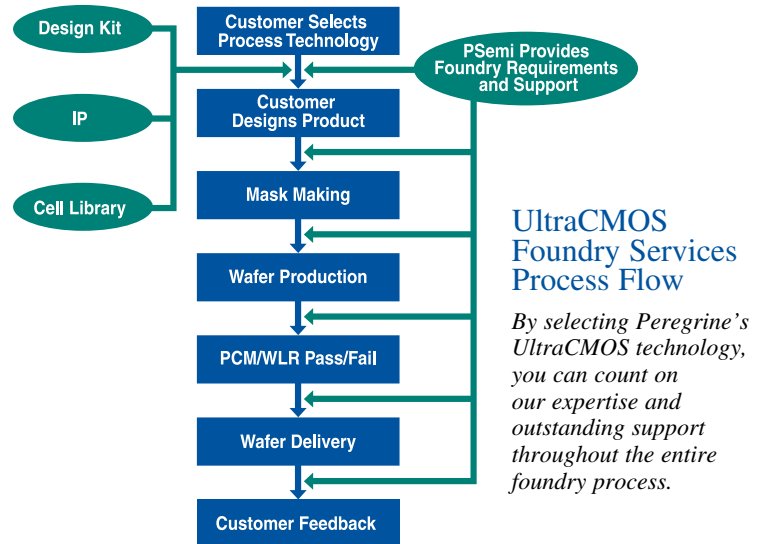 Design Kit
IP
Cell Library
Customer Selects
Process Technology
PSemi Provides
Foundry Requirements
and Support
Customer
Designs Product
Mask Making
Wafer Production
PCM/WLR Pass/Fail
Wafer Delivery
Customer Feedback
UltraCMOS
Foundry Services
Process Flow
By selecting Peregrine’s
UltraCMOS technology,
you can count on
our expertise and
outstanding support
throughout the entire
foundry process.